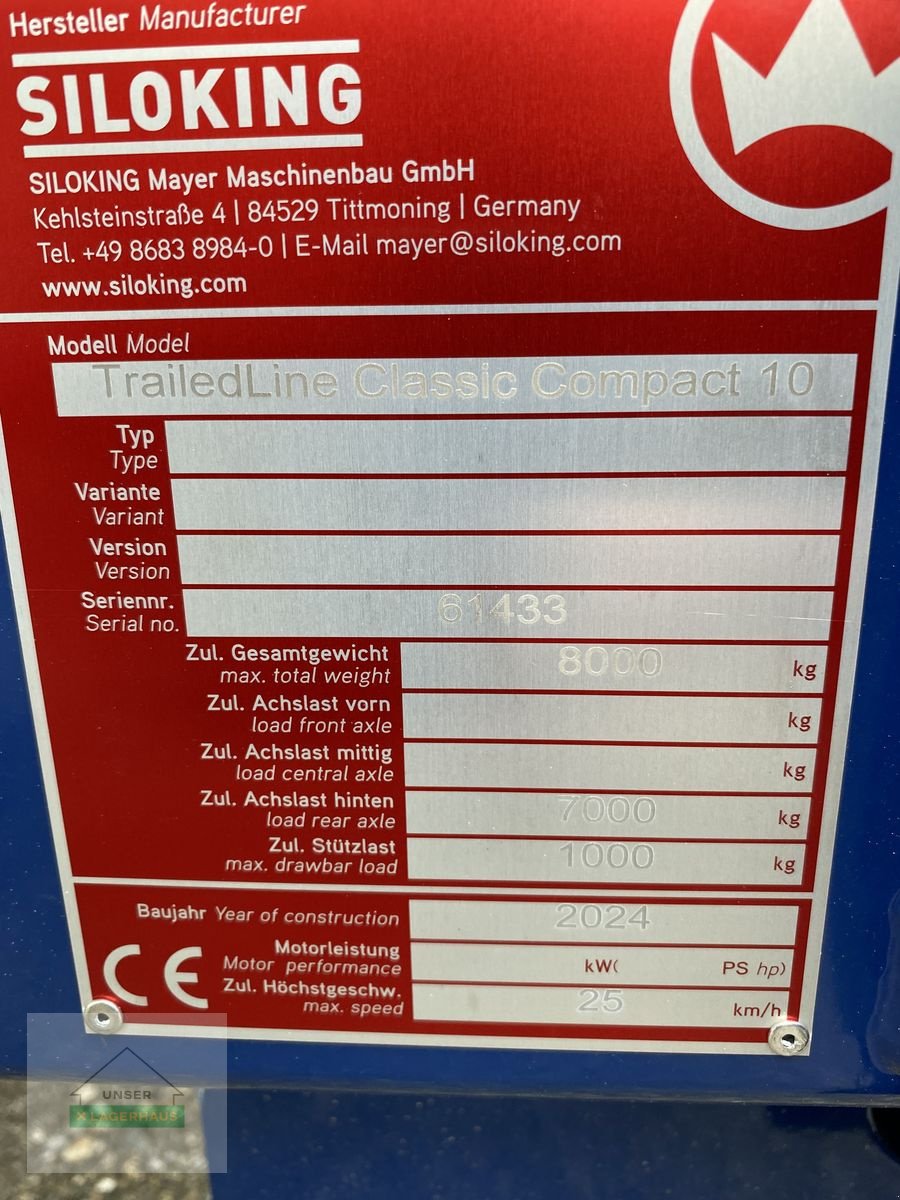 Hersteller Manufacturer
SILOKING
SILOKING Mayer Maschinenbau GmbH
Kehlsteinstraße 4 | 84529 Tittmoning | Germany
Tel. +49 8683 8984-0 | E-Mail mayer@siloking.com
www.siloking.com
Modell Model
TrailedLine Classic Compact 10
Typ
Type
Variante
Variant
Version
Version
Seriennr.
Serial no.
61433
Zul. Gesamtgewicht
max. total weight
8000 kg
Zul. Achslast vorn
load front axle
kg
Zul. Achslast mittig
load central axle
kg
Zul. Achslast hinten
load rear axle
7000 kg
Zul. Stützlast
max. drawbar load
1000 kg
Baujahr Year of construction 2024
Motorleistung
Motor performance
kW( PS hp)
Zul. Höchstgeschw.
max. speed
25 km/h
CE
UNSER
X LAGERHAUS